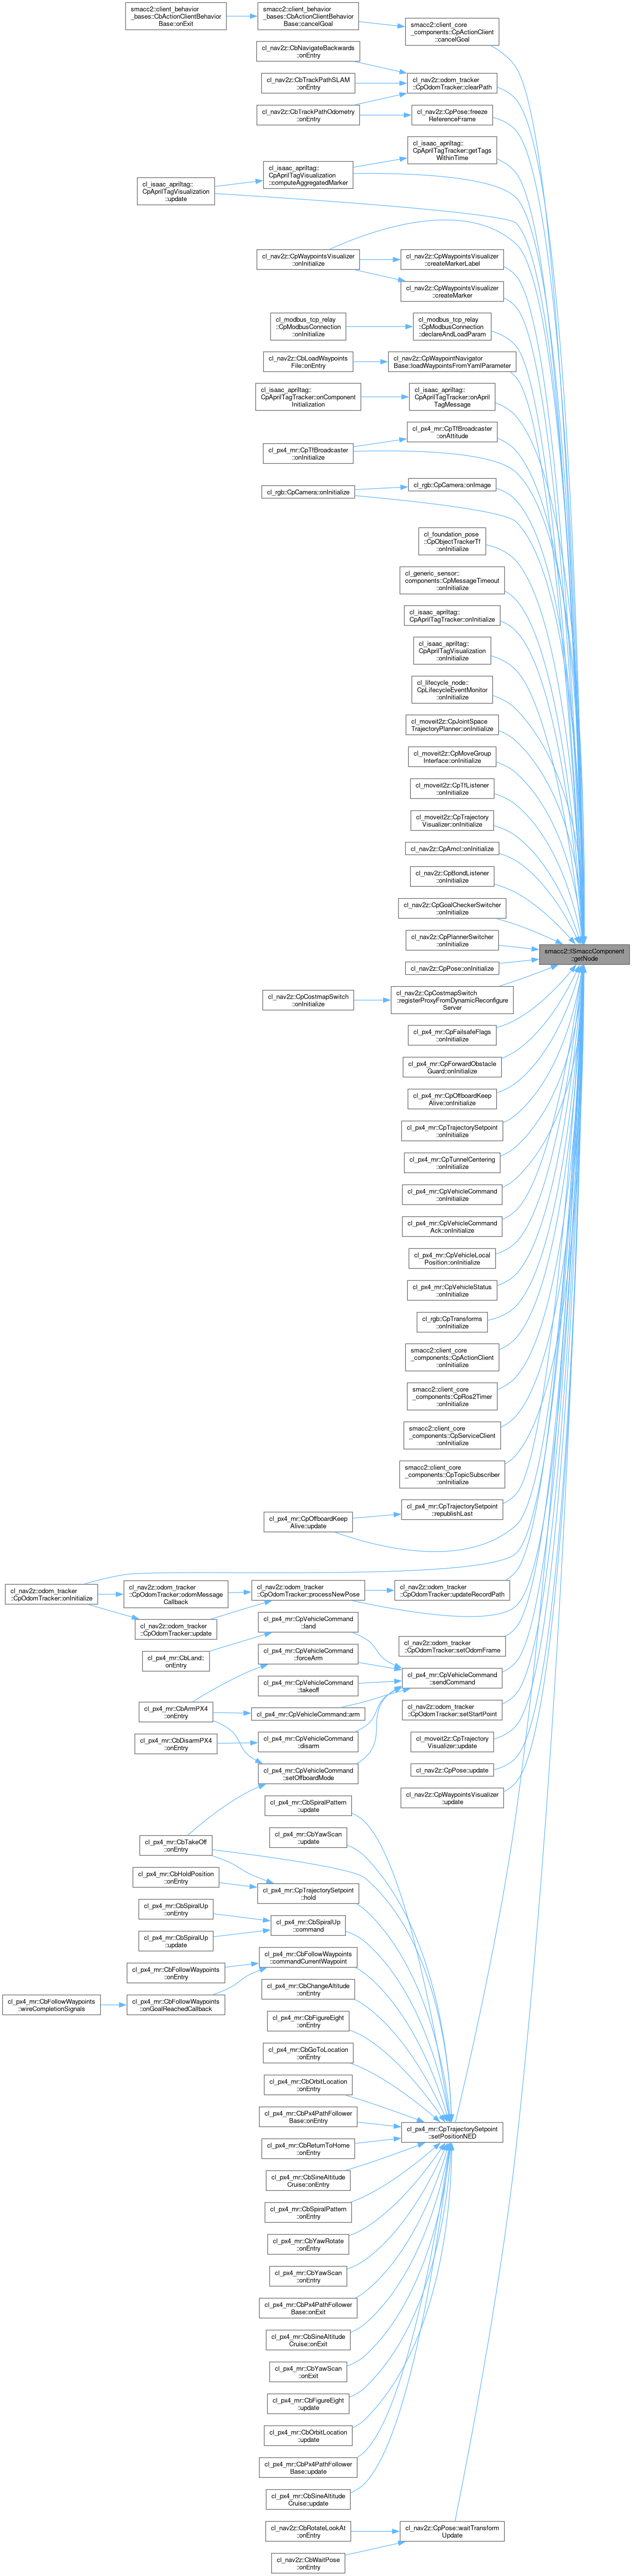 smacc2::client_behavior
_bases::CbActionClientBehavior
Base::onExit
smacc2::client_behavior
_bases::CbActionClientBehavior
Base::cancelGoal
smacc2::client_core
_components::CpActionClient
::cancelGoal
cl_nav2z::CbNavigateBackwards
::onEntry
cl_nav2z::CbTrackPathSLAM
::onEntry
cl_nav2z::odom_tracker
::CpOdomTracker::clearPath
cl_nav2z::CbTrackPathOdometry
::onEntry
cl_nav2z::CpPose::freeze
ReferenceFrame
cl_isaac_apriltag::
CpAprilTagTracker::getTags
WithinTime
cl_isaac_apriltag::
CpAprilTagVisualization
::computeAggregatedMarker
cl_isaac_apriltag::
CpAprilTagVisualization
::update
cl_nav2z::CpWaypointsVisualizer
::onInitialize
cl_nav2z::CpWaypointsVisualizer
::createMarkerLabel
cl_nav2z::CpWaypointsVisualizer
::createMarker
cl_modbus_tcp_relay
::CpModbusConnection
::onInitialize
cl_modbus_tcp_relay
::CpModbusConnection
::declareAndLoadParam
cl_nav2z::CbLoadWaypoints
File::onEntry
cl_nav2z::CpWaypointNavigator
Base::loadWaypointsFromYamlParameter
cl_isaac_apriltag::
CpAprilTagTracker::onComponent
Initialization
cl_isaac_apriltag::
CpAprilTagTracker::onApril
TagMessage
cl_px4_mr::CpTfBroadcaster
::onAttitude
cl_px4_mr::CpTfBroadcaster
::onInitialize
cl_rgb::CpCamera::onInitialize
cl_rgb::CpCamera::onImage
cl_foundation_pose
::CpObjectTrackerTf
::onInitialize
cl_generic_sensor::
components::CpMessageTimeout
::onInitialize
cl_isaac_apriltag::
CpAprilTagTracker::onInitialize
cl_isaac_apriltag::
CpAprilTagVisualization
::onInitialize
cl_lifecycle_node::
CpLifecycleEventMonitor
::onInitialize
cl_moveit2z::CpJointSpace
TrajectoryPlanner::onInitialize
cl_moveit2z::CpMoveGroup
Interface::onInitialize
cl_moveit2z::CpTfListener
::onInitialize
cl_moveit2z::CpTrajectory
Visualizer::onInitialize
cl_nav2z::CpAmcl::onInitialize
cl_nav2z::CpBondListener
::onInitialize
cl_nav2z::CpGoalCheckerSwitcher
::onInitialize
cl_nav2z::CpPlannerSwitcher
::onInitialize
smacc2::ISmaccComponent
::getNode
cl_nav2z::CpPose::onInitialize
cl_nav2z::CpCostmapSwitch
::onInitialize
cl_nav2z::CpCostmapSwitch
::registerProxyFromDynamicReconfigure
Server
cl_px4_mr::CpFailsafeFlags
::onInitialize
cl_px4_mr::CpForwardObstacle
Guard::onInitialize
cl_px4_mr::CpOffboardKeep
Alive::onInitialize
cl_px4_mr::CpTrajectorySetpoint
::onInitialize
cl_px4_mr::CpTunnelCentering
::onInitialize
cl_px4_mr::CpVehicleCommand
::onInitialize
cl_px4_mr::CpVehicleCommand
Ack::onInitialize
cl_px4_mr::CpVehicleLocal
Position::onInitialize
cl_px4_mr::CpVehicleStatus
::onInitialize
cl_rgb::CpTransforms
::onInitialize
smacc2::client_core
_components::CpActionClient
::onInitialize
smacc2::client_core
_components::CpRos2Timer
::onInitialize
smacc2::client_core
_components::CpServiceClient
::onInitialize
smacc2::client_core
_components::CpTopicSubscriber
::onInitialize
cl_px4_mr::CpOffboardKeep
Alive::update
cl_px4_mr::CpTrajectorySetpoint
::republishLast
cl_nav2z::odom_tracker
::CpOdomTracker::onInitialize
cl_nav2z::odom_tracker
::CpOdomTracker::odomMessage
Callback
cl_nav2z::odom_tracker
::CpOdomTracker::processNewPose
cl_nav2z::odom_tracker
::CpOdomTracker::updateRecordPath
cl_nav2z::odom_tracker
::CpOdomTracker::update
cl_px4_mr::CpVehicleCommand
::land
cl_px4_mr::CbLand::
onEntry
cl_nav2z::odom_tracker
::CpOdomTracker::setOdomFrame
cl_px4_mr::CpVehicleCommand
::forceArm
cl_px4_mr::CpVehicleCommand
::takeoff
cl_px4_mr::CpVehicleCommand
::sendCommand
cl_px4_mr::CbArmPX4
::onEntry
cl_px4_mr::CpVehicleCommand::arm
cl_nav2z::odom_tracker
::CpOdomTracker::setStartPoint
cl_px4_mr::CbDisarmPX4
::onEntry
cl_px4_mr::CpVehicleCommand
::disarm
cl_moveit2z::CpTrajectory
Visualizer::update
cl_px4_mr::CpVehicleCommand
::setOffboardMode
cl_nav2z::CpPose::update
cl_nav2z::CpWaypointsVisualizer
::update
cl_px4_mr::CbSpiralPattern
::update
cl_px4_mr::CbYawScan
::update
cl_px4_mr::CbTakeOff
::onEntry
cl_px4_mr::CbHoldPosition
::onEntry
cl_px4_mr::CpTrajectorySetpoint
::hold
cl_px4_mr::CbSpiralUp
::onEntry
cl_px4_mr::CbSpiralUp
::command
cl_px4_mr::CbSpiralUp
::update
cl_px4_mr::CbFollowWaypoints
::onEntry
cl_px4_mr::CbFollowWaypoints
::commandCurrentWaypoint
cl_px4_mr::CbFollowWaypoints
::wireCompletionSignals
cl_px4_mr::CbFollowWaypoints
::onGoalReachedCallback
cl_px4_mr::CbChangeAltitude
::onEntry
cl_px4_mr::CbFigureEight
::onEntry
cl_px4_mr::CbGoToLocation
::onEntry
cl_px4_mr::CbOrbitLocation
::onEntry
cl_px4_mr::CbPx4PathFollower
Base::onEntry
cl_px4_mr::CpTrajectorySetpoint
::setPositionNED
cl_px4_mr::CbReturnToHome
::onEntry
cl_px4_mr::CbSineAltitude
Cruise::onEntry
cl_px4_mr::CbSpiralPattern
::onEntry
cl_px4_mr::CbYawRotate
::onEntry
cl_px4_mr::CbYawScan
::onEntry
cl_px4_mr::CbPx4PathFollower
Base::onExit
cl_px4_mr::CbSineAltitude
Cruise::onExit
cl_px4_mr::CbYawScan
::onExit
cl_px4_mr::CbFigureEight
::update
cl_px4_mr::CbOrbitLocation
::update
cl_px4_mr::CbPx4PathFollower
Base::update
cl_px4_mr::CbSineAltitude
Cruise::update
cl_nav2z::CbRotateLookAt
::onEntry
cl_nav2z::CpPose::waitTransform
Update
cl_nav2z::CbWaitPose
::onEntry